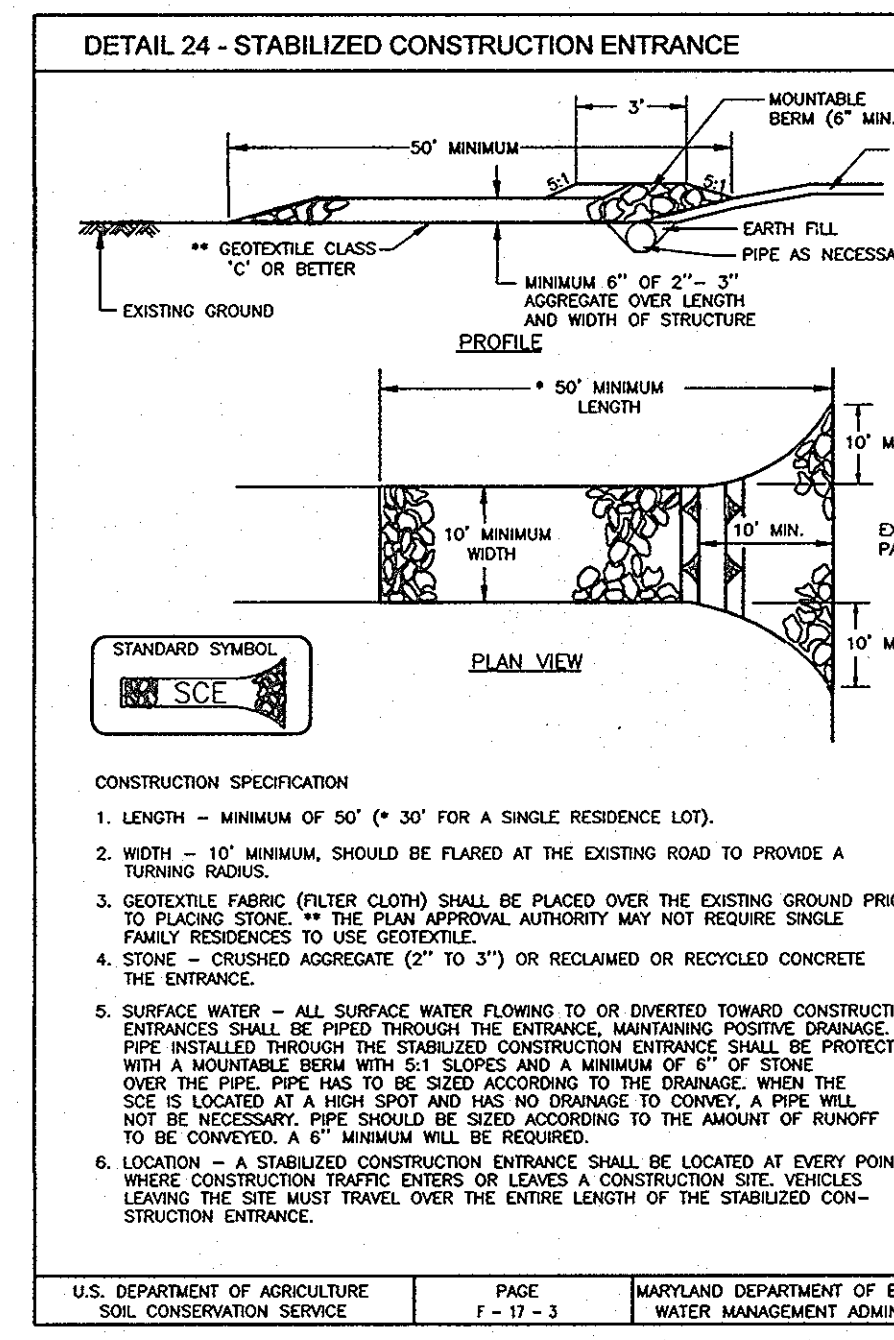 DETAIL 24 - STABILIZED CONSTRUCTION ENTRANCE
3'
MOUNTABLE
BERM (6" MIN.
50' MINIMUM
5:1
5:1
** GEOTEXTILE CLASS
'C' OR BETTER
EARTH FILL
PIPE AS
MINIMUM 6" OF 2"- 3"
AGGREGATE OVER LENGTH
AND WIDTH OF STRUCTURE
EXISTING GROUND
PROFILE
* 50' MINIMUM
LENGTH
10'
10' MINIMUM
WIDTH
10' MIN.
10'
STANDARD SYMBOL
SCE
PLAN VIEW
CONSTRUCTION SPECIFICATION
1. LENGTH – MINIMUM OF 50' (* 30' FOR A SINGLE RESIDENCE LOT).
2. WIDTH – 10' MINIMUM, SHOULD BE FLARED AT THE EXISTING ROAD TO PROVIDE A
TURNING RADIUS.
3. GEOTEXTILE FABRIC (FILTER CLOTH) SHALL BE PLACED OVER THE EXISTING GROUND
TO PLACING STONE. ** THE PLAN APPROVAL AUTHORITY MAY NOT REQUIRE SINGLE
FAMILY RESIDENCES TO USE GEOTEXTILE.
4. STONE – CRUSHED AGGREGATE (2" TO 3") OR RECLAIMED OR RECYCLED CONCRETE
THE ENTRANCE.
5. SURFACE WATER – ALL SURFACE WATER FLOWING TO OR DIVERTED TOWARD
ENTRANCES SHALL BE PIPED THROUGH THE ENTRANCE, MAINTAINING POSITIVE DRAINAGE.
PIPE INSTALLED THROUGH THE STABILIZED CONSTRUCTION ENTRANCE SHALL BE
WITH A MOUNTABLE BERM WITH 5:1 SLOPES AND A MINIMUM OF 6" OF STONE
OVER THE PIPE. PIPE HAS TO BE SIZED ACCORDING TO THE DRAINAGE. WHEN THE
SCE IS LOCATED AT A HIGH SPOT AND HAS NO DRAINAGE TO CONVEY, A PIPE WILL
NOT BE NECESSARY. PIPE SHOULD BE SIZED ACCORDING TO THE AMOUNT OF RUNOFF
TO BE CONVEYED. A 6" MINIMUM WILL BE REQUIRED.
6. LOCATION – A STABILIZED CONSTRUCTION ENTRANCE SHALL BE LOCATED AT EVERY
WHERE CONSTRUCTION TRAFFIC ENTERS OR LEAVES A CONSTRUCTION SITE. VEHICLES
LEAVING THE SITE MUST TRAVEL OVER THE ENTIRE LENGTH OF THE STABILIZED CON–
STRUCTION ENTRANCE.
U.S. DEPARTMENT OF AGRICULTURE
SOIL CONSERVATION SERVICE
PAGE
F – 17 – 3
MARYLAND DEPARTMENT OF
WATER MANAGEMENT